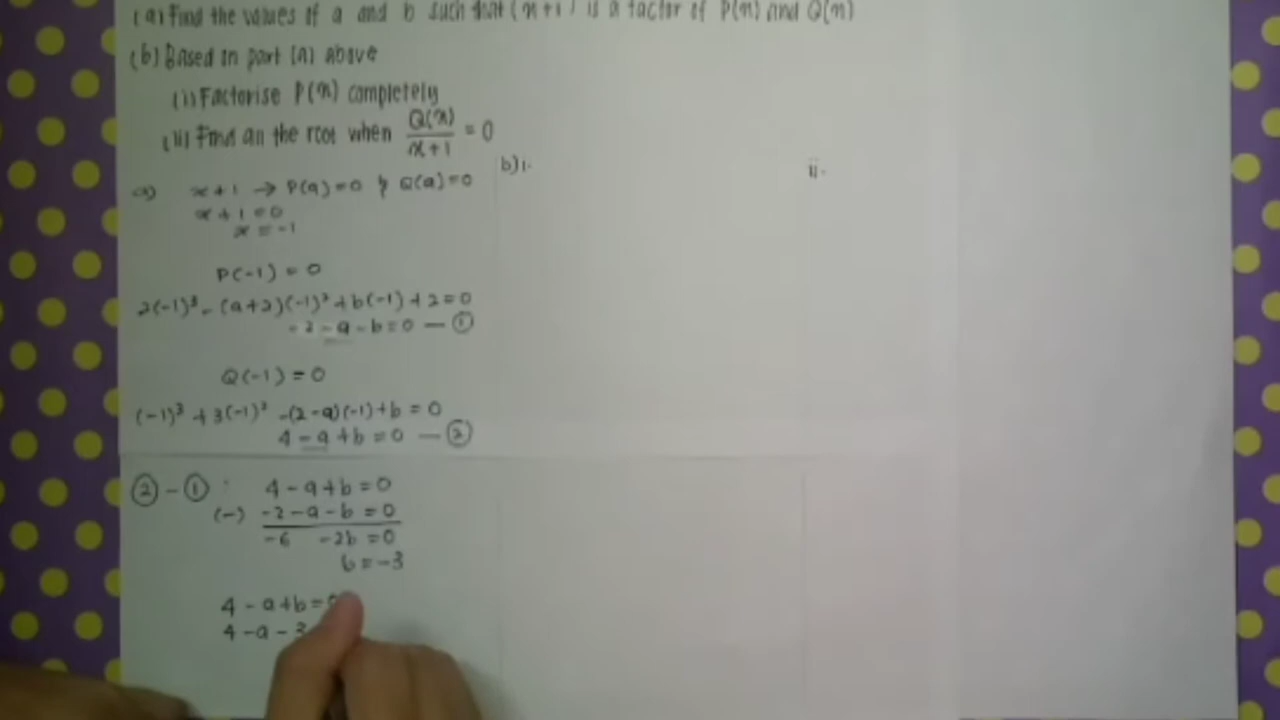 (a) Find the values of a and b such that (x+1) is a factor of P(x) and Q(x)
(b) Based on part (a) above
(i) Factorise P(x) completely
(ii) Find all the root when Q(x)/x+1 = 0
a) x+1 → P(a)=0 & Q(a)=0
x+1=0
x = -1
P(-1) = 0
2(-1)³ - (a+2)(-1)² + b(-1) + 2 = 0
-2 - a - b = 0 — ①
Q(-1) = 0
(-1)³ + 3(-1)² - (2-a)(-1) + b = 0
4 - a + b = 0 — ②
② - ① : 4 - a + b = 0
(-) -2 - a - b = 0
-6 -2b = 0
b = -3
4 - a + b = 0
4 - a - 3
b) i.
ii.